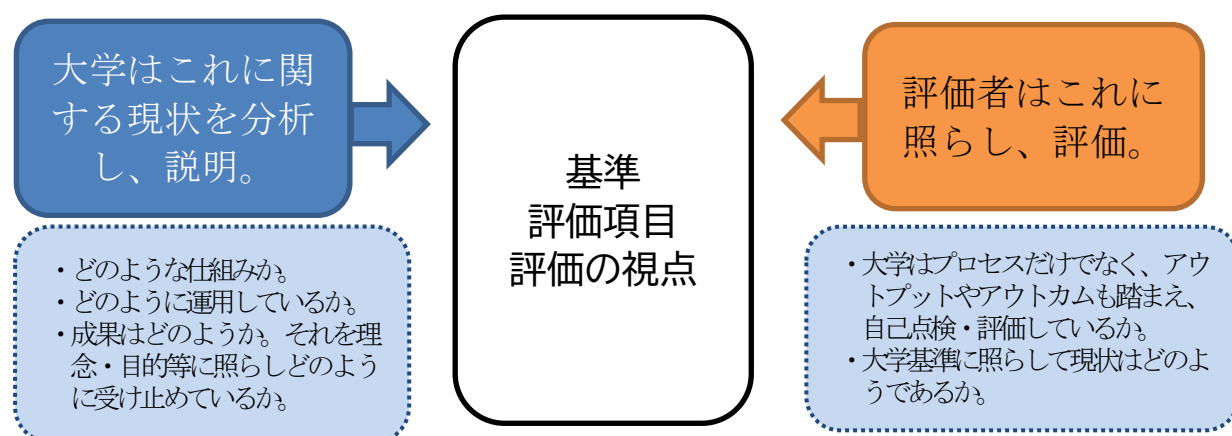 大学はこれに関
する現状を分析
し、説明。
・どのような仕組みか。
・どのように運用しているか。
・成果はどのようか。それを理
念・目的等に照らしどのよう
に受け止めているか。
基準
評価項目
評価の視点
評価者はこれに
照らし、評価。
・大学はプロセスだけでなく、アウ
トプットやアウトカムも踏まえ、
自己点検・評価しているか。
・大学基準に照らして現状はどのよ
うであるか。